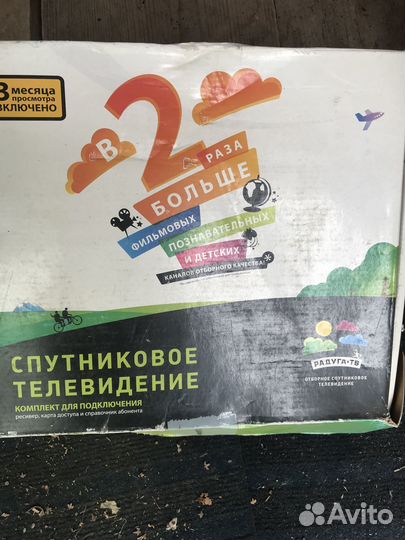 3 месяца
просмотра
ВКЛЮЧЕНО
В 2 РАЗА
БОЛЬШЕ
ФИЛЬМОВЫХ
ПОЗНАВАТЕЛЬНЫХ
И ДЕТСКИХ
КАНАЛОВ ОТБОРНОГО КАЧЕСТВА!*
СПУТНИКОВОЕ
ТЕЛЕВИДЕНИЕ
КОМПЛЕКТ ДЛЯ ПОДКЛЮЧЕНИЯ
ресивер, карта доступа и справочник абонента
РАДУГА·ТВ
ОТБОРНОЕ СПУТНИКОВОЕ
ТЕЛЕВИДЕНИЕ
Avito